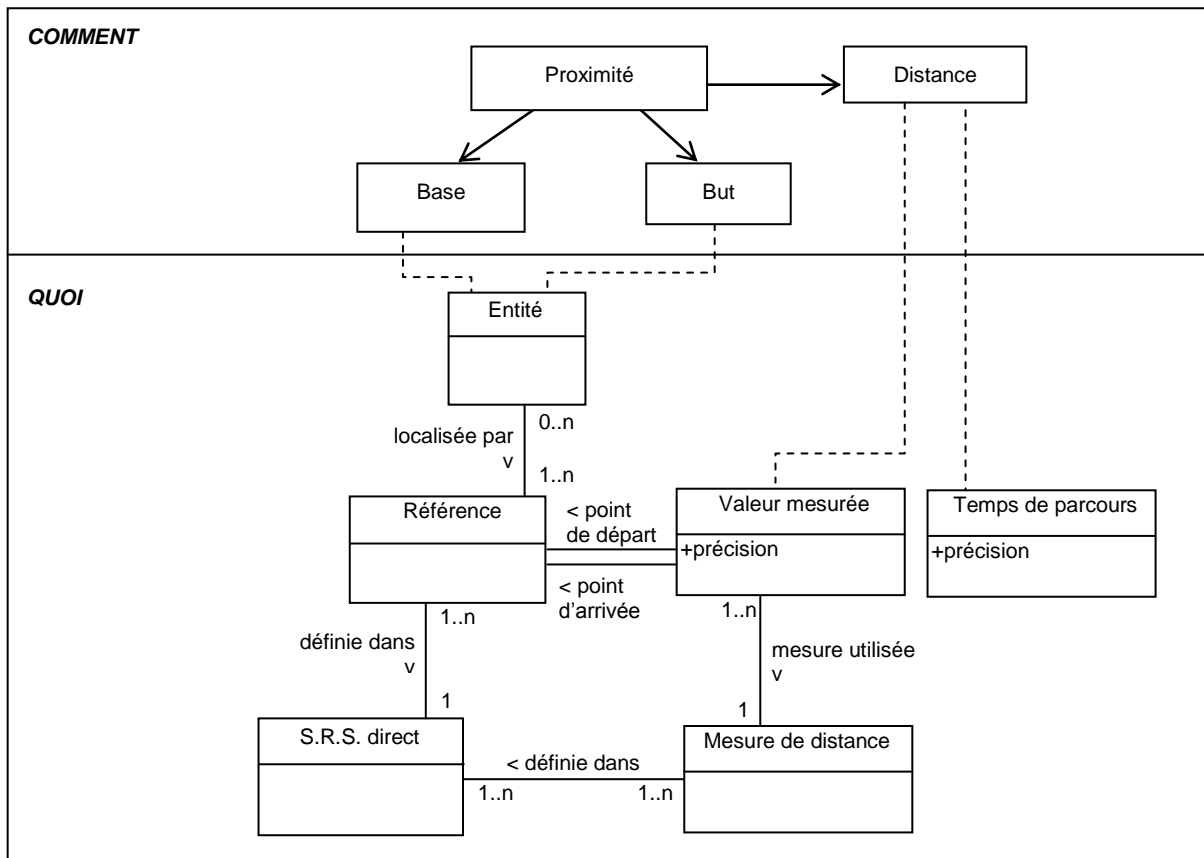 COMMENT
Proximité
Distance
Base
But
QUOI
Entité
0..n
localisée par
v
1..n
Référence
< point
de départ
Valeur mesurée
+précision
Temps de parcours
+précision
< point
d'arrivée
1..n
1..n
définie dans
v
mesure utilisée
v
1
1
S.R.S. direct
Mesure de distance
< définie dans
1..n
1..n